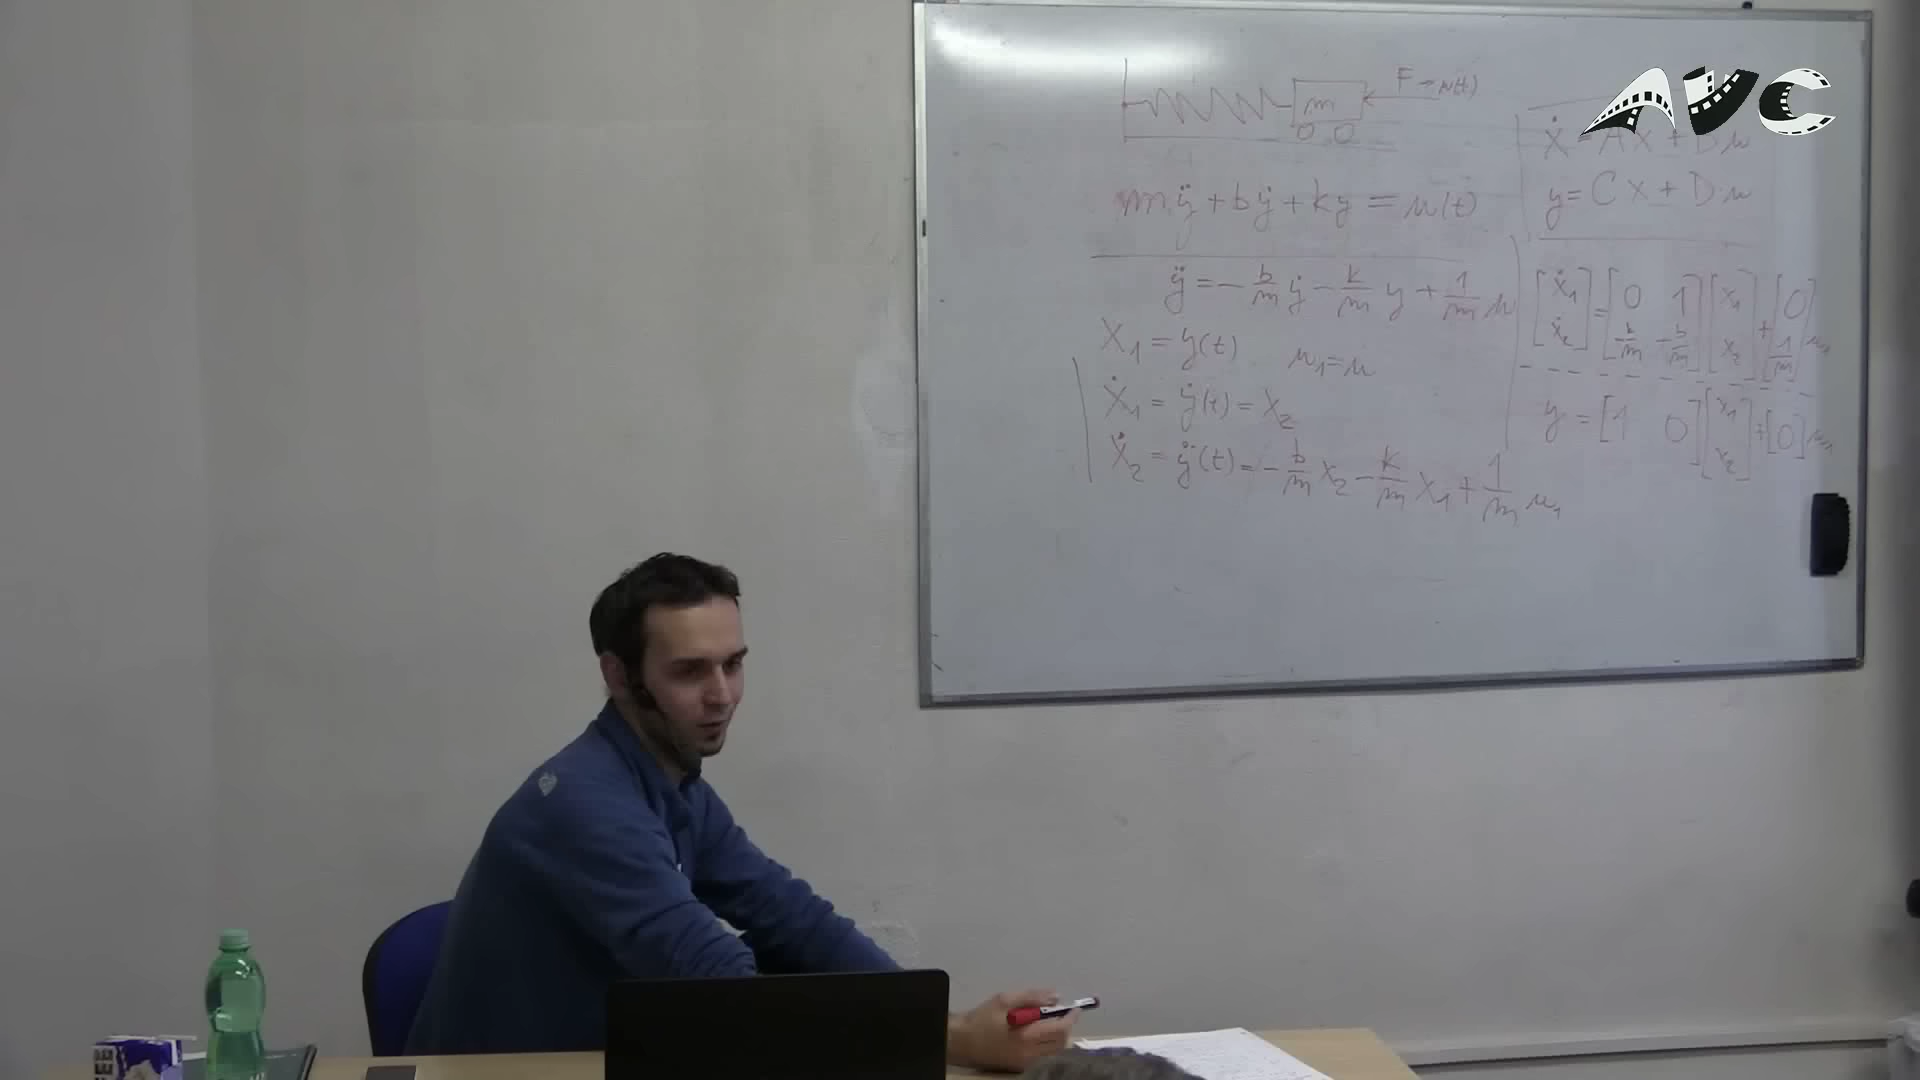 m F → u(t)
mÿ + bẏ + ky = u(t)
ÿ = - b/m ẏ - k/m y + 1/m u
X₁ = y(t) u₁ = u
Ẋ₁ = ẏ(t) = X₂
Ẋ₂ = ÿ(t) = - b/m X₂ - k/m X₁ + 1/m u₁
AVC
Ẋ = AX + Bu
y = CX + D·u
[ẋ₁ ẋ₂] = [0 1 -k/m -b/m] [x₁ x₂] + [0 1/m] u₁
y = [1 0] [x₁ x₂] + [0] u₁